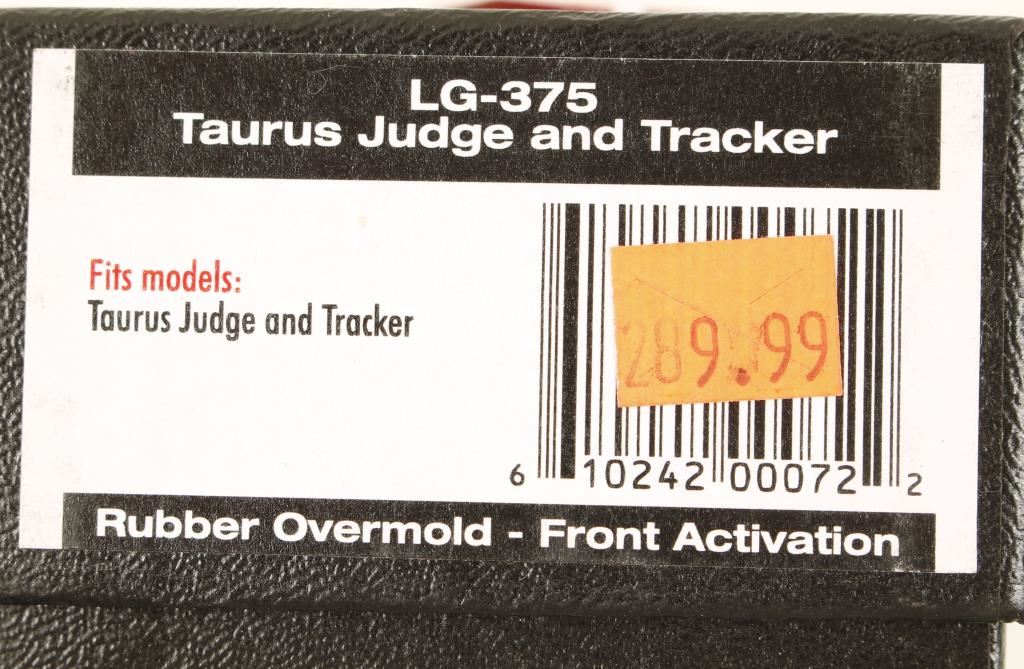 LG-375
Taurus Judge and Tracker
Fits models:
Taurus Judge and Tracker
289.99
6 10242 00072 2
Rubber Overmold - Front Activation